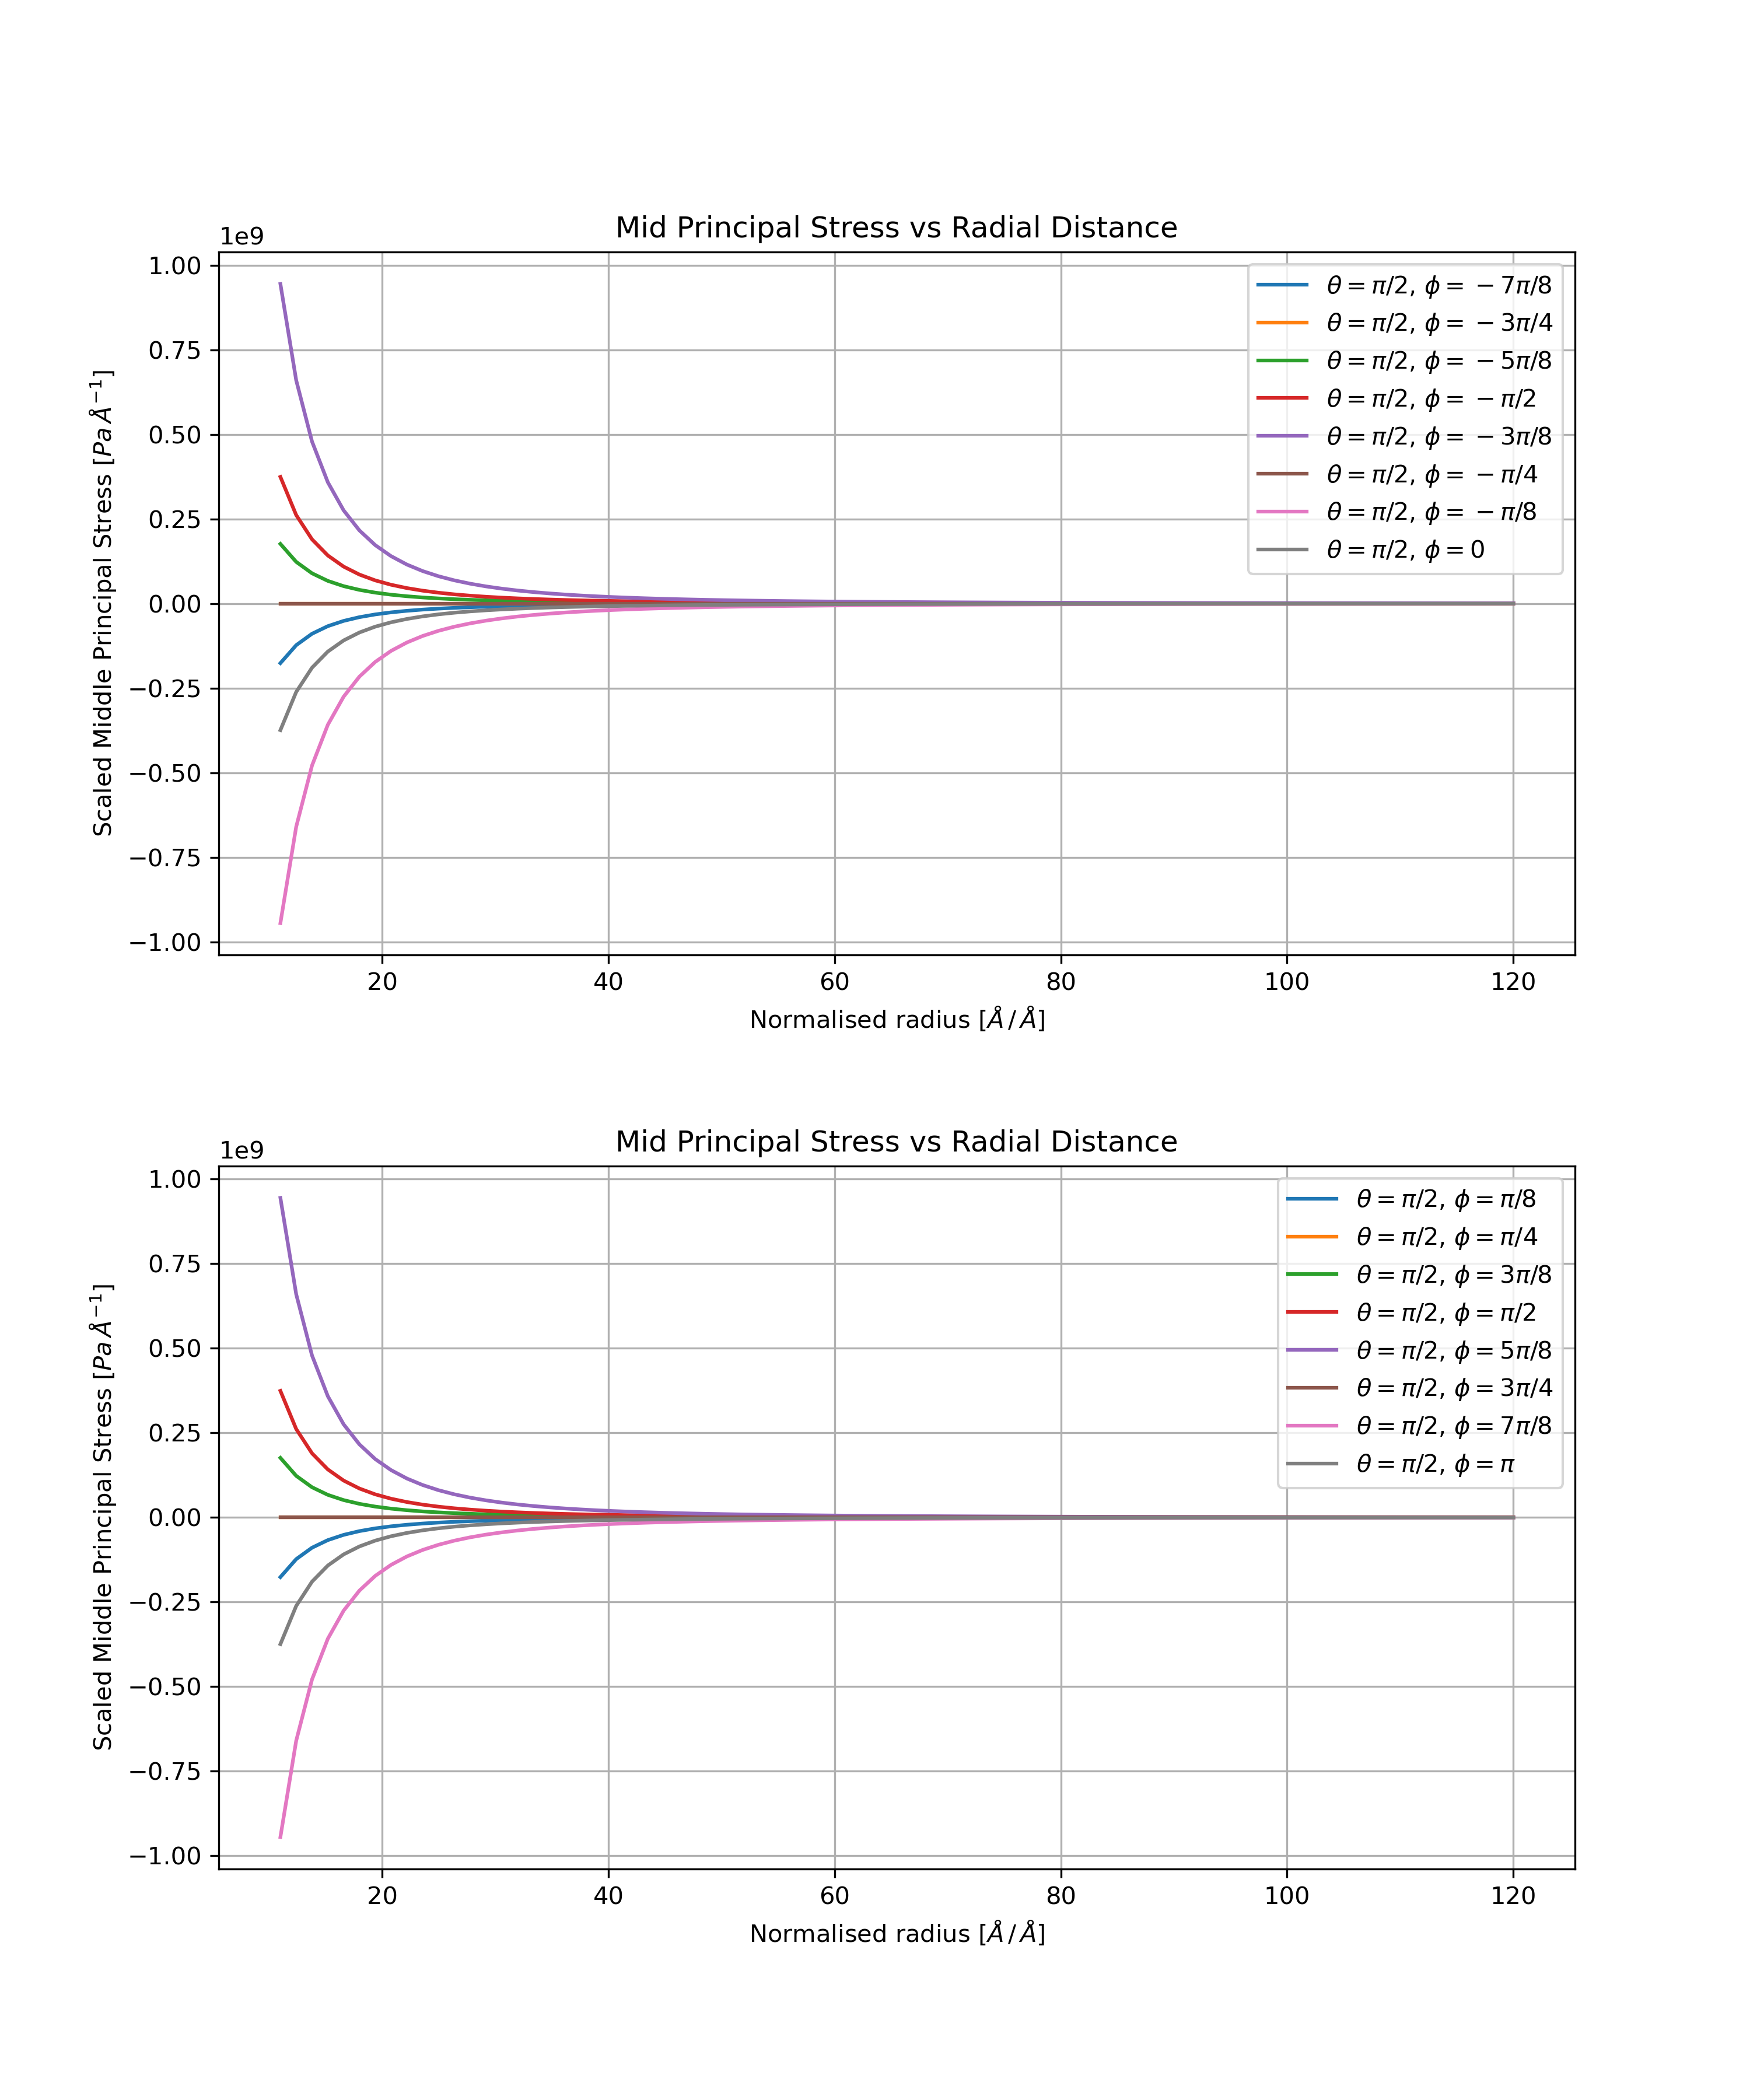 Mid Principal Stress vs Radial Distance
1e9
1.00
0.75
0.50
0.25
0.00
−0.25
−0.50
−0.75
−1.00
Scaled Middle Principal Stress [Pa Å⁻¹]
θ = π/2, ϕ = − 7π/8
θ = π/2, ϕ = − 3π/4
θ = π/2, ϕ = − 5π/8
θ = π/2, ϕ = − π/2
θ = π/2, ϕ = − 3π/8
θ = π/2, ϕ = − π/4
θ = π/2, ϕ = − π/8
θ = π/2, ϕ = 0
20 40 60 80 100 120
Normalised radius [Å / Å]
Mid Principal Stress vs Radial Distance
1e9
1.00
0.75
0.50
0.25
0.00
−0.25
−0.50
−0.75
−1.00
Scaled Middle Principal Stress [Pa Å⁻¹]
θ = π/2, ϕ = π/8
θ = π/2, ϕ = π/4
θ = π/2, ϕ = 3π/8
θ = π/2, ϕ = π/2
θ = π/2, ϕ = 5π/8
θ = π/2, ϕ = 3π/4
θ = π/2, ϕ = 7π/8
θ = π/2, ϕ = π
20 40 60 80 100 120
Normalised radius [Å / Å]